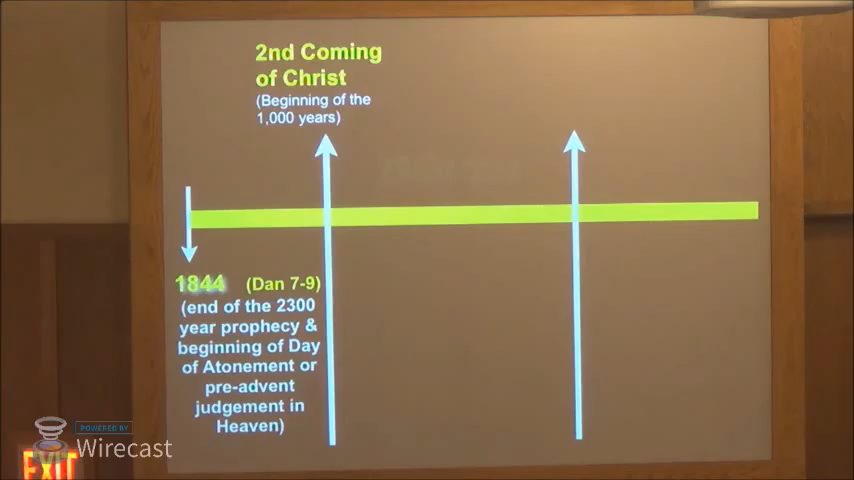 2nd Coming
of Christ
(Beginning of the
1,000 years)
1844 (Dan 7-9)
(end of the 2300
year prophecy &
beginning of Day
of Atonement or
pre-advent
judgement in
Heaven)
POWERED BY
Wirecast
EXIT